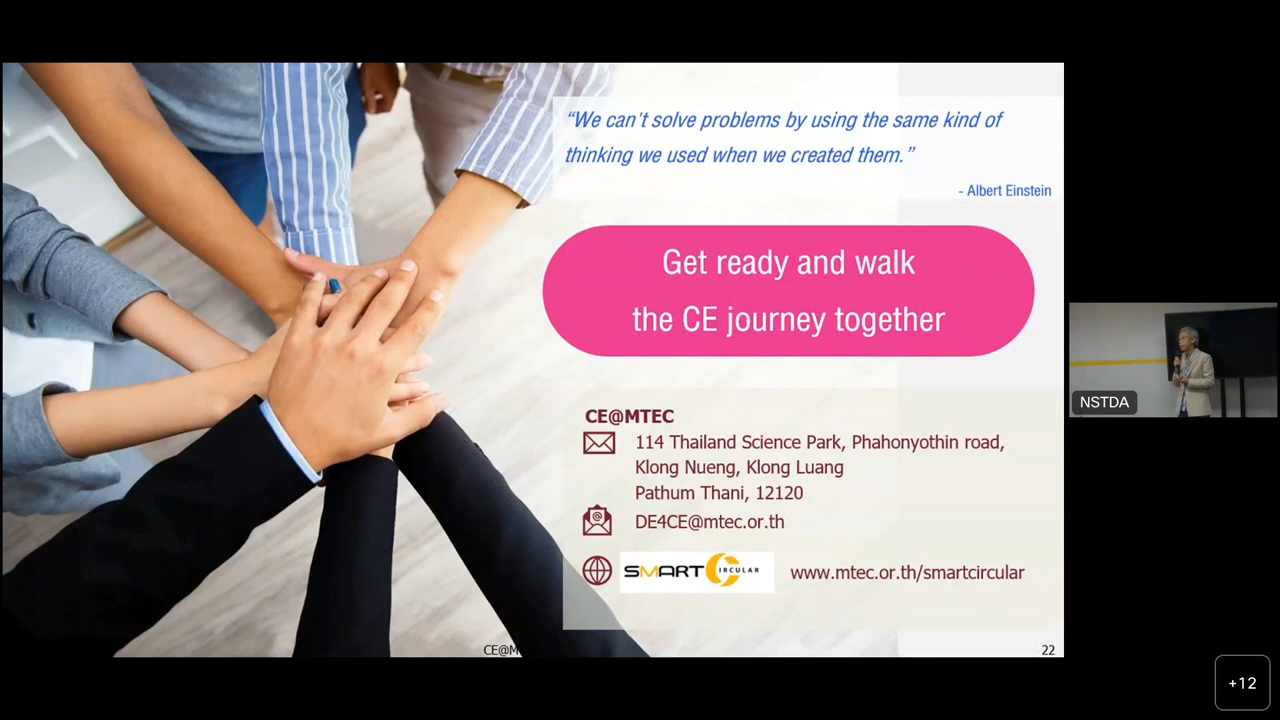 “We can't solve problems by using the same kind of
thinking we used when we created them.”
- Albert Einstein
Get ready and walk
the CE journey together
CE@MTEC
114 Thailand Science Park, Phahonyothin road,
Klong Nueng, Klong Luang
Pathum Thani, 12120
DE4CE@mtec.or.th
SMART CIRCULAR
www.mtec.or.th/smartcircular
CE@M
22
NSTDA
+12